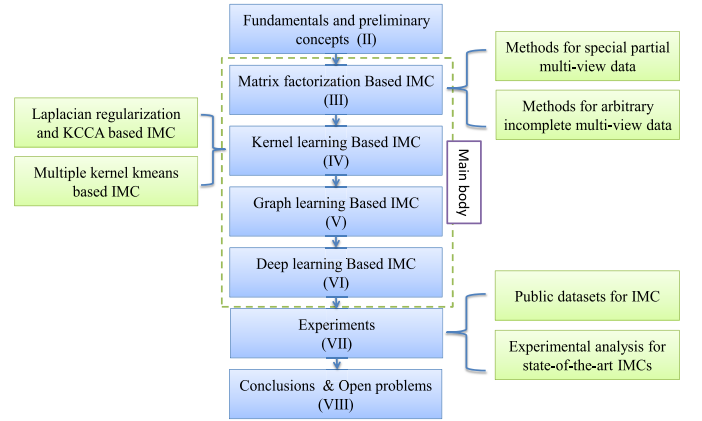 Fundamentals and preliminary
concepts (II)
Matrix factorization Based IMC
(III)
Methods for special partial
multi-view data
Methods for arbitrary
incomplete multi-view data
Laplacian regularization
and KCCA based IMC
Multiple kernel kmeans
based IMC
Kernel learning Based IMC
(IV)
Main body
Graph learning Based IMC
(V)
Deep learning Based IMC
(VI)
Experiments
(VII)
Public datasets for IMC
Experimental analysis for
state-of-the-art IMCs
Conclusions & Open problems
(VIII)